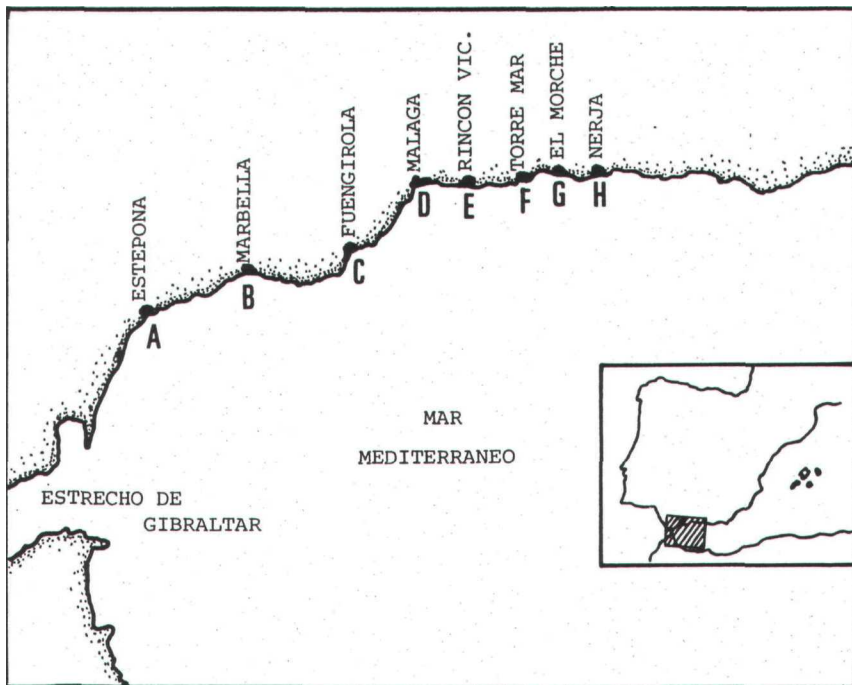 ESTEPONA
MARBELLA
FUENGIROLA
MALAGA
RINCON VIC.
TORRE MAR
EL MORCHE
NERJA
A
B
C
D
E
F
G
H
MAR
MEDITERRANEO
ESTRECHO DE
GIBRALTAR